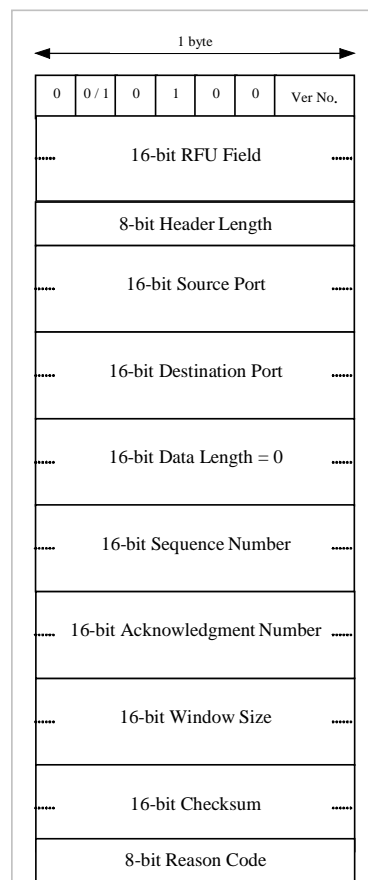 1 byte
0 0 / 1 0 1 0 0 Ver No.
16-bit RFU Field
8-bit Header Length
16-bit Source Port
16-bit Destination Port
16-bit Data Length = 0
16-bit Sequence Number
16-bit Acknowledgment Number
16-bit Window Size
16-bit Checksum
8-bit Reason Code